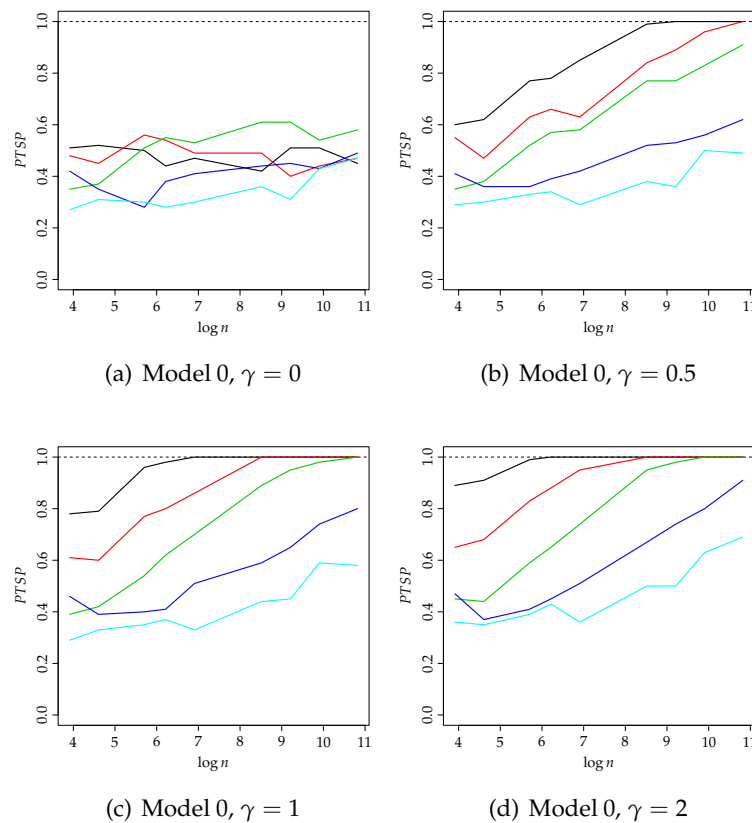 PTSP
0.0 0.2 0.4 0.6 0.8 1.0
4 5 6 7 8 9 10 11
log n
(a) Model 0, γ = 0
PTSP
0.0 0.2 0.4 0.6 0.8 1.0
4 5 6 7 8 9 10 11
log n
(b) Model 0, γ = 0.5
PTSP
0.0 0.2 0.4 0.6 0.8 1.0
4 5 6 7 8 9 10 11
log n
(c) Model 0, γ = 1
PTSP
0.0 0.2 0.4 0.6 0.8 1.0
4 5 6 7 8 9 10 11
log n
(d) Model 0, γ = 2